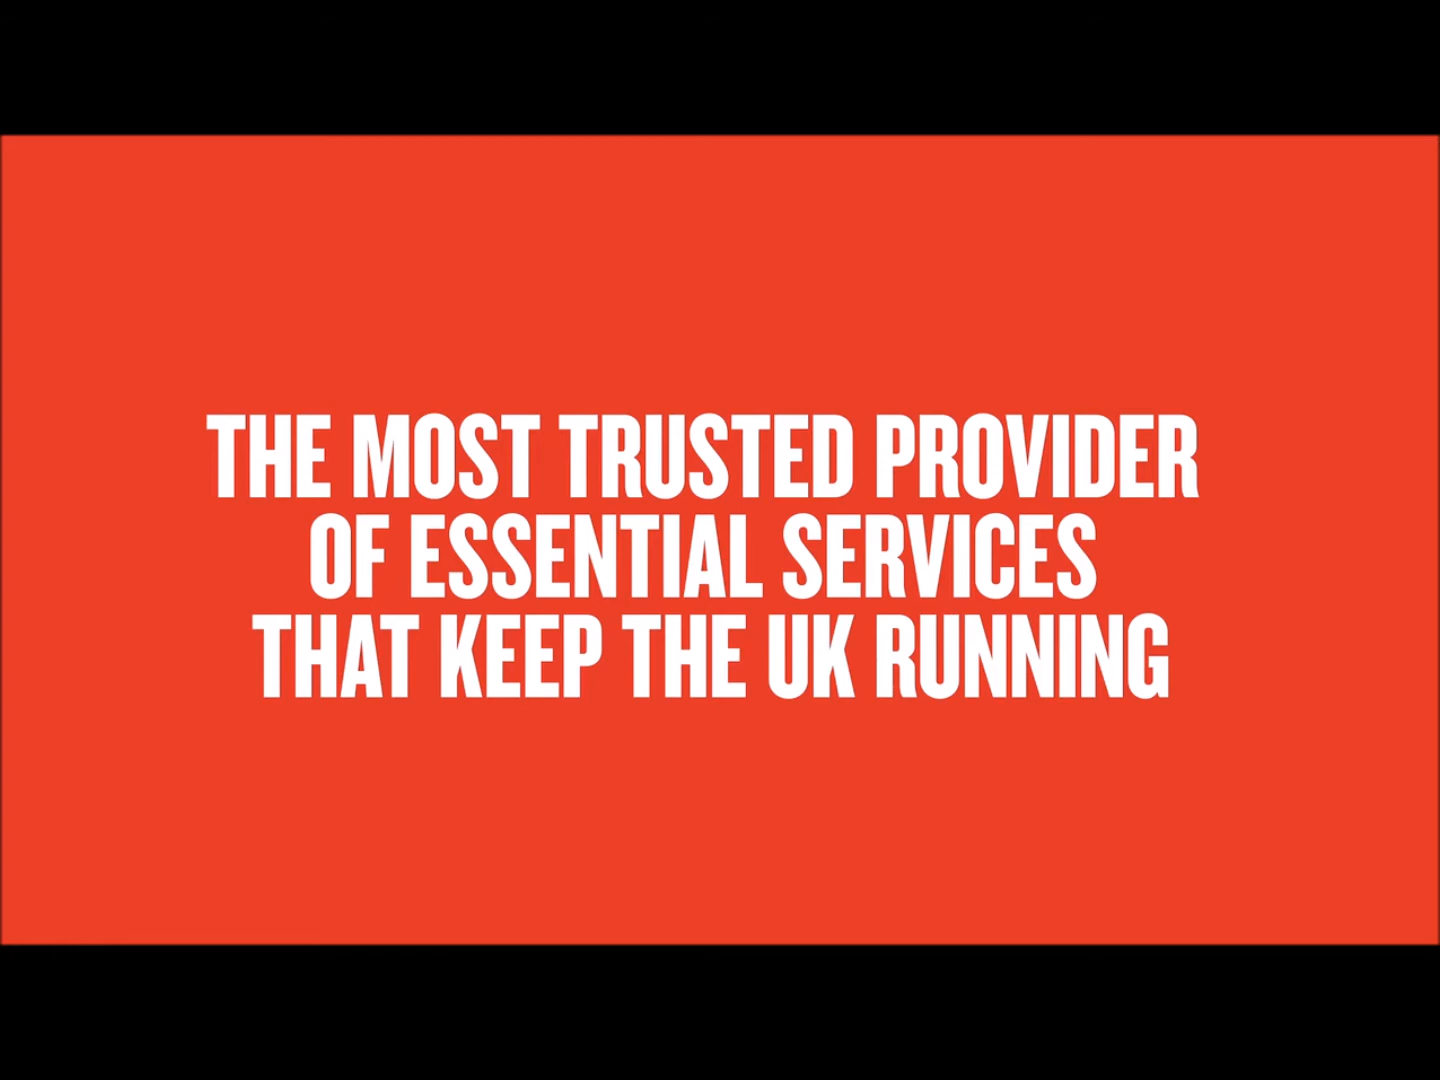 THE MOST TRUSTED PROVIDER
OF ESSENTIAL SERVICES
THAT KEEP THE UK RUNNING